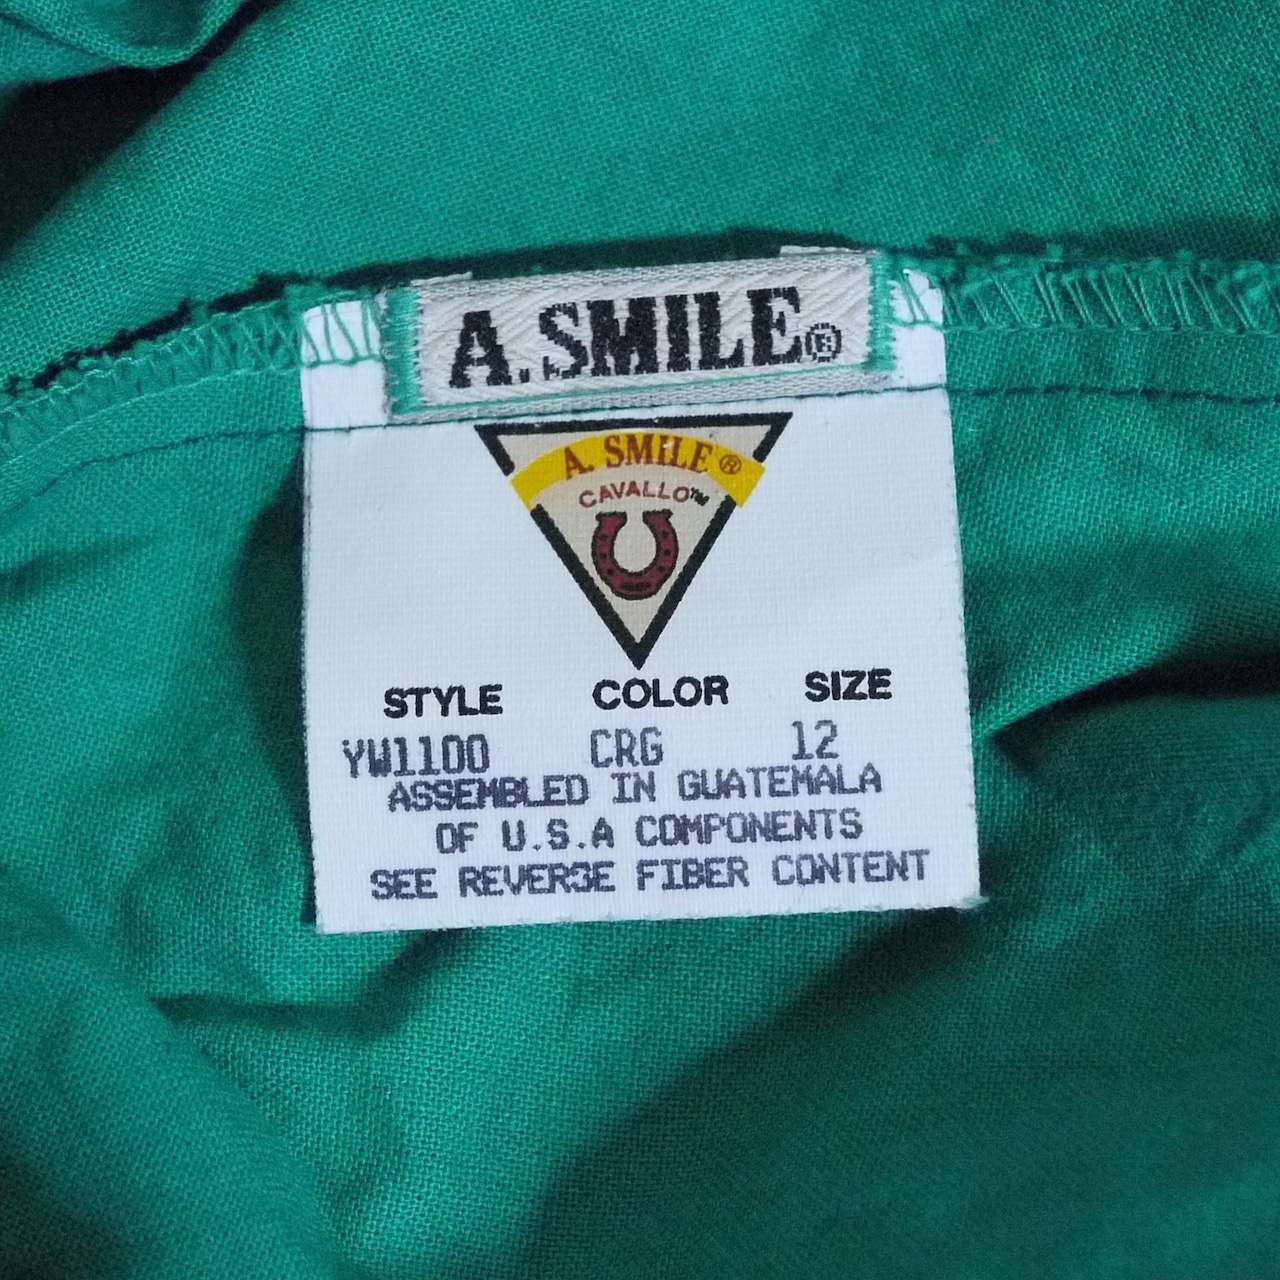 A. SMILE®
A. SMILE®
CAVALLO™
STYLE COLOR SIZE
YW1100 CRG 12
ASSEMBLED IN GUATEMALA
OF U.S.A COMPONENTS
SEE REVERSE FIBER CONTENT